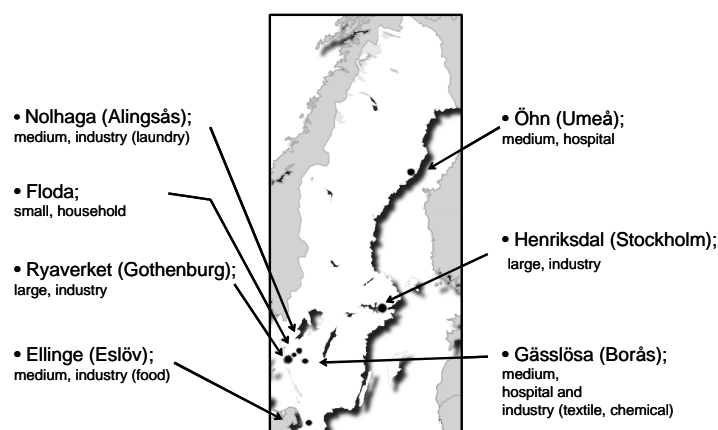 • Nolhaga (Alingsås);
medium, industry (laundry)
• Floda;
small, household
• Ryaverket (Gothenburg);
large, industry
• Ellinge (Eslöv);
medium, industry (food)
• Öhn (Umeå);
medium, hospital
• Henriksdal (Stockholm);
large, industry
• Gässlösa (Borås);
medium,
hospital and
industry (textile, chemical)